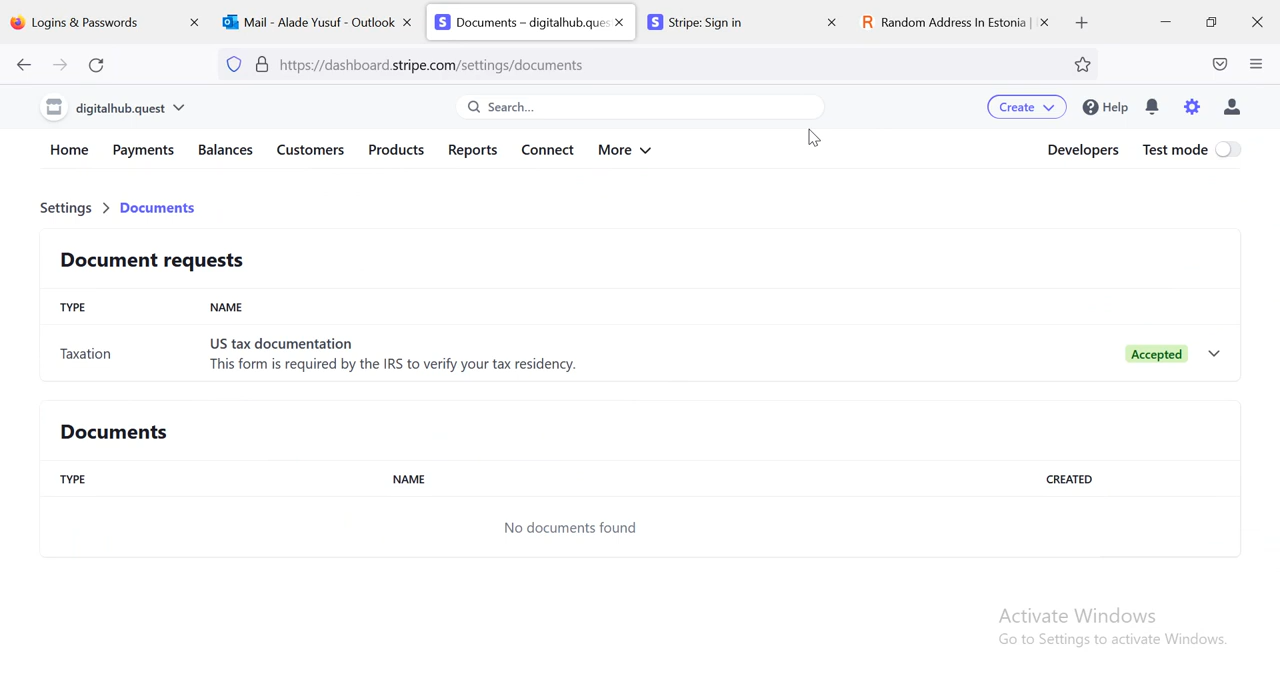 Logins & Passwords
Mail - Alade Yusuf - Outlook
Documents – digitalhub.ques
Stripe: Sign in
Random Address In Estonia |
https://dashboard.stripe.com/settings/documents
digitalhub.quest
Search...
Create
Help
Home Payments Balances Customers Products Reports Connect More
Developers Test mode
Settings > Documents
Document requests
TYPE NAME
Taxation
US tax documentation
This form is required by the IRS to verify your tax residency.
Accepted
Documents
TYPE NAME CREATED
No documents found
Activate Windows
Go to Settings to activate Windows.